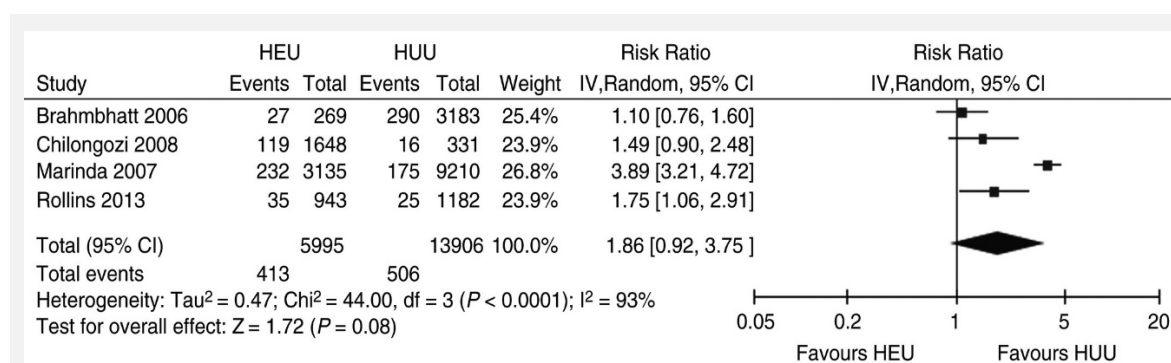 HEU HUU Risk Ratio Risk Ratio
Study Events Total Events Total Weight IV,Random, 95% CI IV,Random, 95% CI
Brahmbhatt 2006 27 269 290 3183 25.4% 1.10 [0.76, 1.60]
Chilongozi 2008 119 1648 16 331 23.9% 1.49 [0.90, 2.48]
Marinda 2007 232 3135 175 9210 26.8% 3.89 [3.21, 4.72]
Rollins 2013 35 943 25 1182 23.9% 1.75 [1.06, 2.91]
Total (95% CI) 5995 13906 100.0% 1.86 [0.92, 3.75 ]
Total events 413 506
Heterogeneity: Tau² = 0.47; Chi² = 44.00, df = 3 (P < 0.0001); I² = 93%
Test for overall effect: Z = 1.72 (P = 0.08)
0.05 0.2 1 5 20
Favours HEU Favours HUU